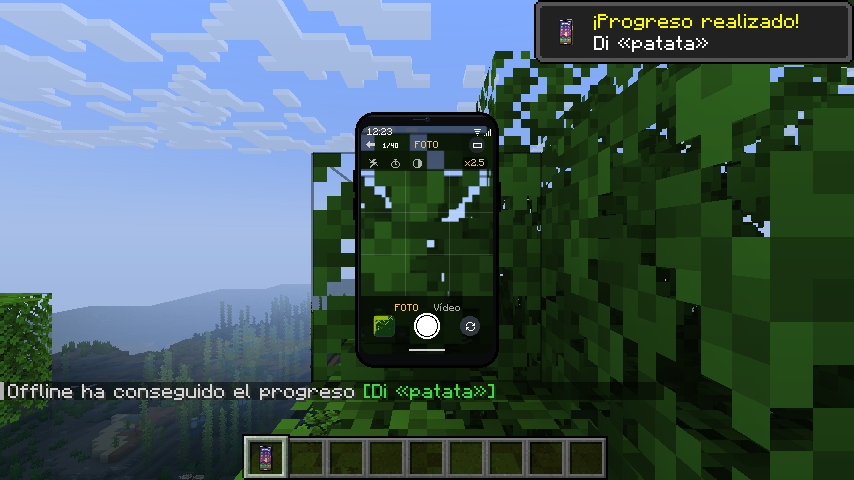 ¡Progreso realizado!
Di «patata»
12:23
1/40
FOTO
x2.5
FOTO Vídeo
Offline ha conseguido el progreso [Di «patata»]